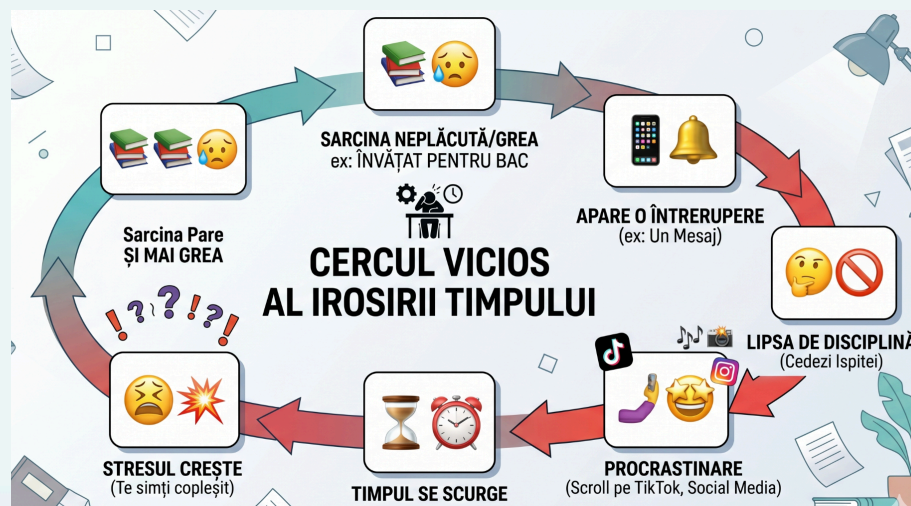 SARCINA NEPLĂCUTĂ/GREA
ex: ÎNVĂȚAT PENTRU BAC
APARE O ÎNTRERUPERE
(ex: Un Mesaj)
LIPSA DE DISCIPLINĂ
(Cedezi Ispitei)
PROCRASTINARE
(Scroll pe TikTok, Social Media)
TIMPUL SE SCURGE
STRESUL CREȘTE
(Te simți copleșit)
Sarcina Pare
ȘI MAI GREA
CERCUL VICIOS
AL IROSIRII TIMPULUI